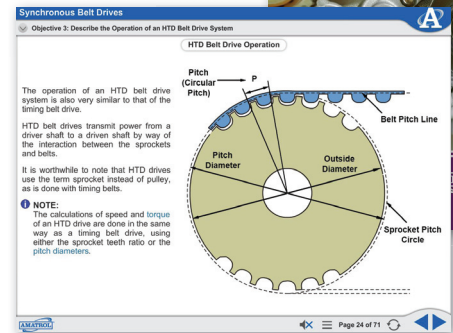 Synchronous Belt Drives
Objective 3: Describe the Operation of an HTD Belt Drive System
A
HTD Belt Drive Operation
The operation of an HTD belt drive
system is also very similar to that of the
timing belt drive.
HTD belt drives transmit power from a
driver shaft to a driven shaft by way of
the interaction between the sprockets
and belts.
It is worthwhile to note that HTD drives
use the term sprocket instead of pulley,
as is done with timing belts.
i NOTE:
The calculations of speed and torque
of an HTD drive are done in the same
way as a timing belt drive, using
either the sprocket teeth ratio or the
pitch diameters.
Pitch
(Circular
Pitch)
P
Belt Pitch Line
Pitch
Diameter
Outside
Diameter
Sprocket Pitch
Circle
AMATROL
Page 24 of 71